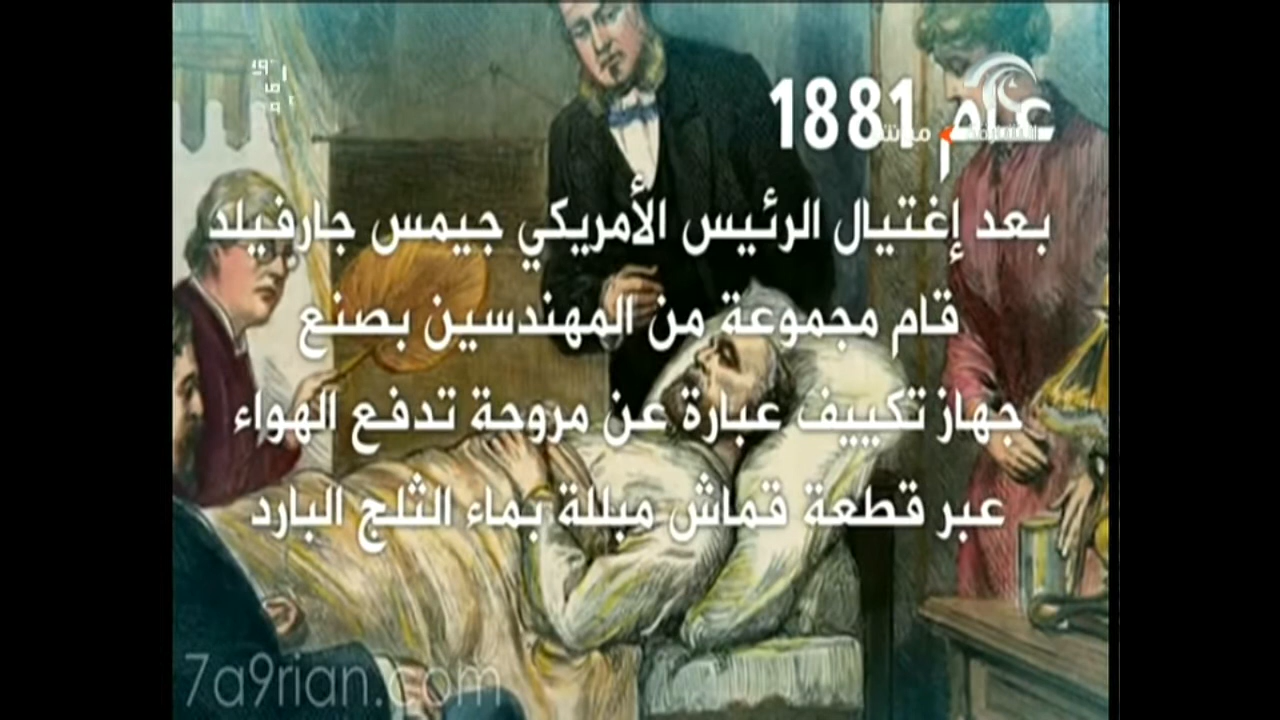 عام 1881
مباشر
بعد إغتيال الرئيس الأمريكي جيمس جارفيلد
قام مجموعة من المهندسين بصنع
جهاز تكييف عبارة عن مروحة تدفع الهواء
عبر قطعة قماش مبللة بماء الثلج البارد
7a9rian.com